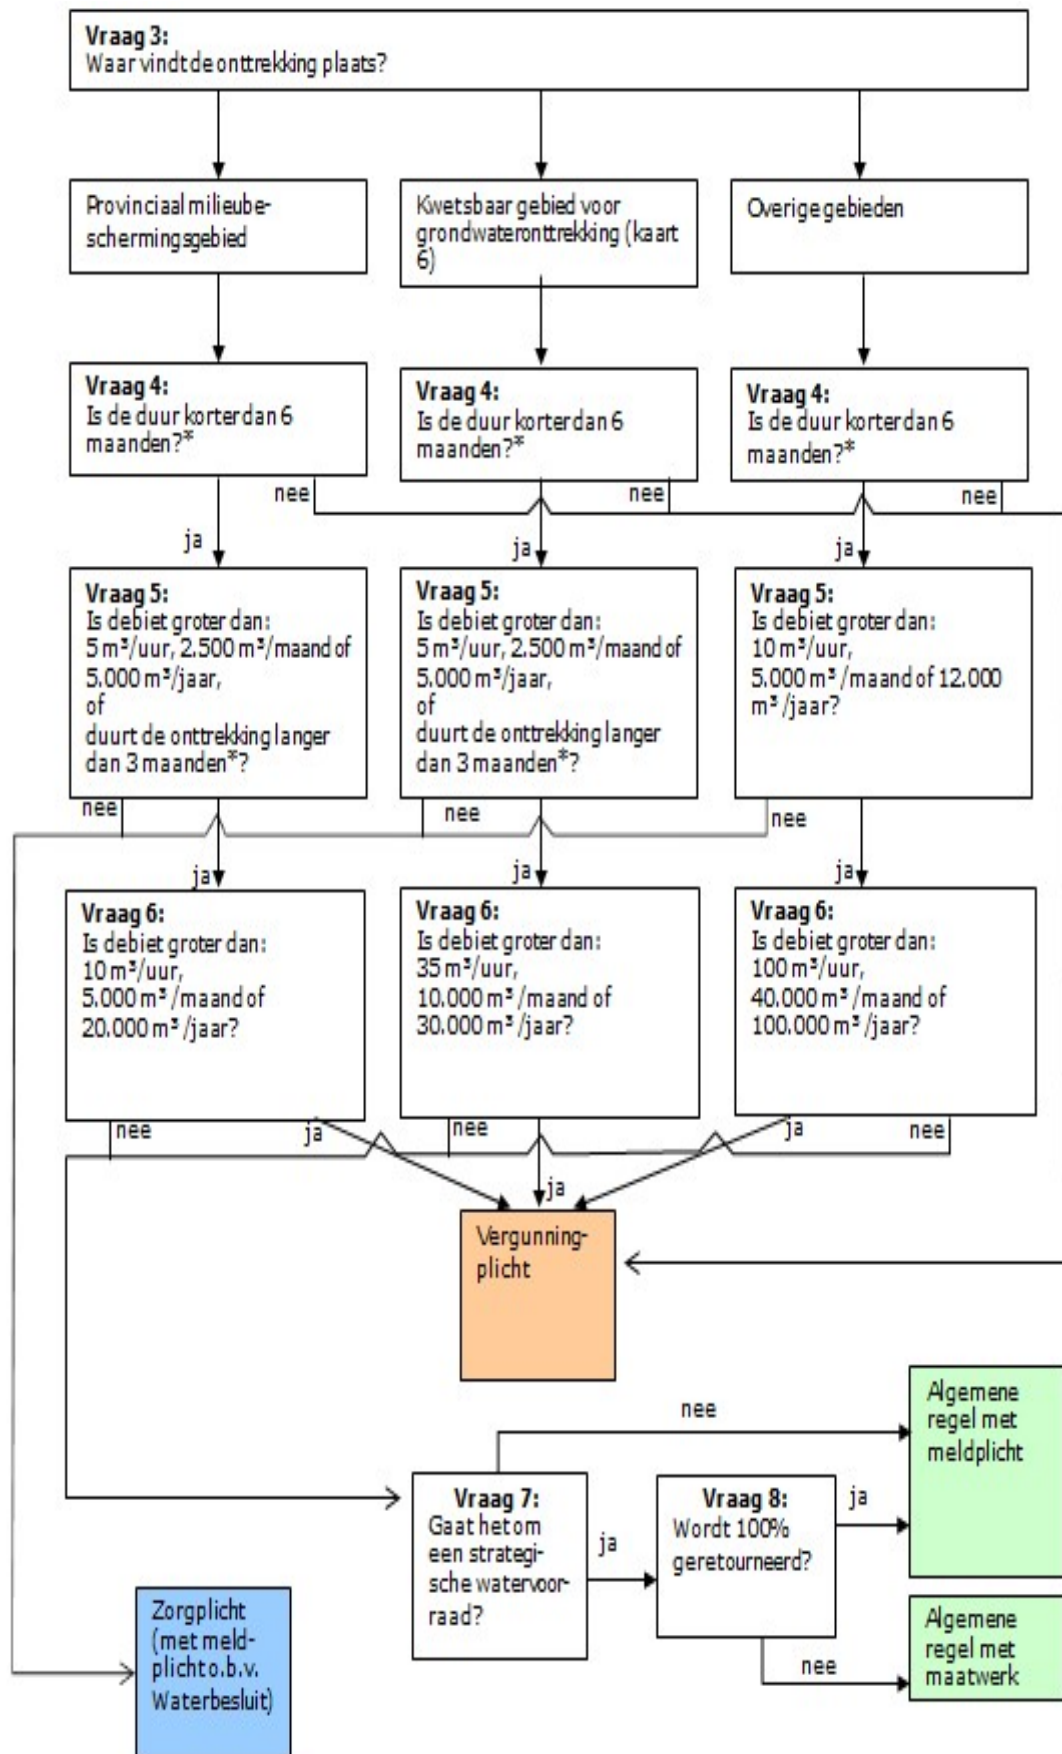 Vraag 3:
Waar vindt de onttrekking plaats?
Provinciaal milieube-
schermingsgebied
Kwetsbaar gebied voor
grondwateronttrekking (kaart
6)
Overige gebieden
Vraag 4:
Is de duur korter dan 6
maanden?*
nee
ja
Vraag 4:
Is de duur korter dan 6
maanden?*
nee
ja
Vraag 4:
Is de duur korter dan 6
maanden?*
nee
ja
Vraag 5:
Is debiet groter dan:
5 m³/uur, 2.500 m³/maand of
5.000 m³/jaar,
of
duurt de onttrekking langer
dan 3 maanden*?
nee
ja
Vraag 5:
Is debiet groter dan:
5 m³/uur, 2.500 m³/maand of
5.000 m³/jaar,
of
duurt de onttrekking langer
dan 3 maanden*?
nee
ja
Vraag 5:
Is debiet groter dan:
10 m³/uur,
5.000 m³/maand of 12.000
m³/jaar?
nee
ja
Vraag 6:
Is debiet groter dan:
10 m³/uur,
5.000 m³/maand of
20.000 m³/jaar?
nee
ja
Vraag 6:
Is debiet groter dan:
35 m³/uur,
10.000 m³/maand of
30.000 m³/jaar?
nee
ja
Vraag 6:
Is debiet groter dan:
100 m³/uur,
40.000 m³/maand of
100.000 m³/jaar?
ja
nee
Vergunning-
plicht
nee
Algemene
regel met
meldplicht
Vraag 7:
Gaat het om
een strategi-
sche watervoor-
raad?
ja
Vraag 8:
Wordt 100%
geretourneerd?
ja
nee
Algemene
regel met
maatwerk
Zorgplicht
(met meld-
plicht o.b.v.
Waterbesluit)